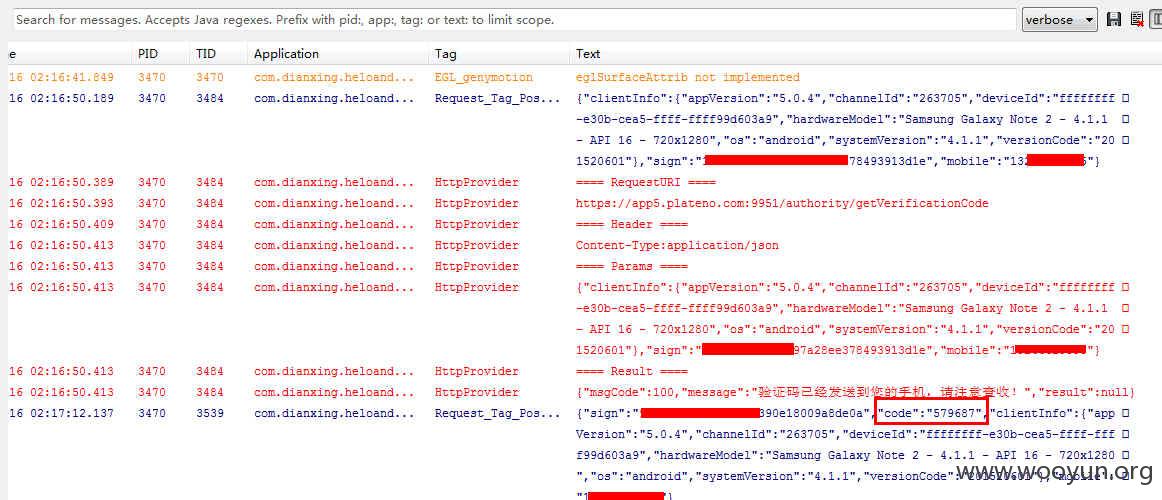 Search for messages. Accepts Java regexes. Prefix with pid:, app:, tag: or text: to limit scope.
verbose
e PID TID Application Tag Text
16 02:16:41.849 3470 3470 com.dianxing.heloand... EGL_genymotion eglSurfaceAttrib not implemented
16 02:16:50.189 3470 3484 com.dianxing.heloand... Request_Tag_Pos... {"clientInfo":{"appVersion":"5.0.4","channelId":"263705","deviceId":"ffffffff
-e30b-cea5-ffff-ffff99d603a9","hardwareModel":"Samsung Galaxy Note 2 - 4.1.1
- API 16 - 720x1280","os":"android","systemVersion":"4.1.1","versionCode":"20
1520601"},"sign":"1 78493913d1e","mobile":"132 6"}
16 02:16:50.389 3470 3484 com.dianxing.heloand... HttpProvider ==== RequestURI ====
16 02:16:50.393 3470 3484 com.dianxing.heloand... HttpProvider https://app5.plateno.com:9951/authority/getVerificationCode
16 02:16:50.409 3470 3484 com.dianxing.heloand... HttpProvider ==== Header ====
16 02:16:50.413 3470 3484 com.dianxing.heloand... HttpProvider Content-Type:application/json
16 02:16:50.413 3470 3484 com.dianxing.heloand... HttpProvider ==== Params ====
16 02:16:50.413 3470 3484 com.dianxing.heloand... HttpProvider {"clientInfo":{"appVersion":"5.0.4","channelId":"263705","deviceId":"ffffffff
-e30b-cea5-ffff-ffff99d603a9","hardwareModel":"Samsung Galaxy Note 2 - 4.1.1
- API 16 - 720x1280","os":"android","systemVersion":"4.1.1","versionCode":"20
1520601"},"sign":" 97a28ee378493913d1e","mobile":"1 "}
16 02:16:50.413 3470 3484 com.dianxing.heloand... HttpProvider ==== Result ====
16 02:16:50.413 3470 3484 com.dianxing.heloand... HttpProvider {"msgCode":100,"message":"验证码已经发送到您的手机，请注意查收！","result":null}
16 02:17:12.137 3470 3539 com.dianxing.heloand... Request_Tag_Pos... {"sign":" 390e18009a8de0a","code":"579687","clientInfo":{"app
Version":"5.0.4","channelId":"263705","deviceId":"ffffffff-e30b-cea5-ffff-fff
f99d603a9","hardwareModel":"Samsung Galaxy Note 2 - 4.1.1 - API 16 - 720x1280
","os":"android","systemVersion":"4.1.1","versionCode":"201520601"},"mobile":
"1 "}
www.wooyun.org